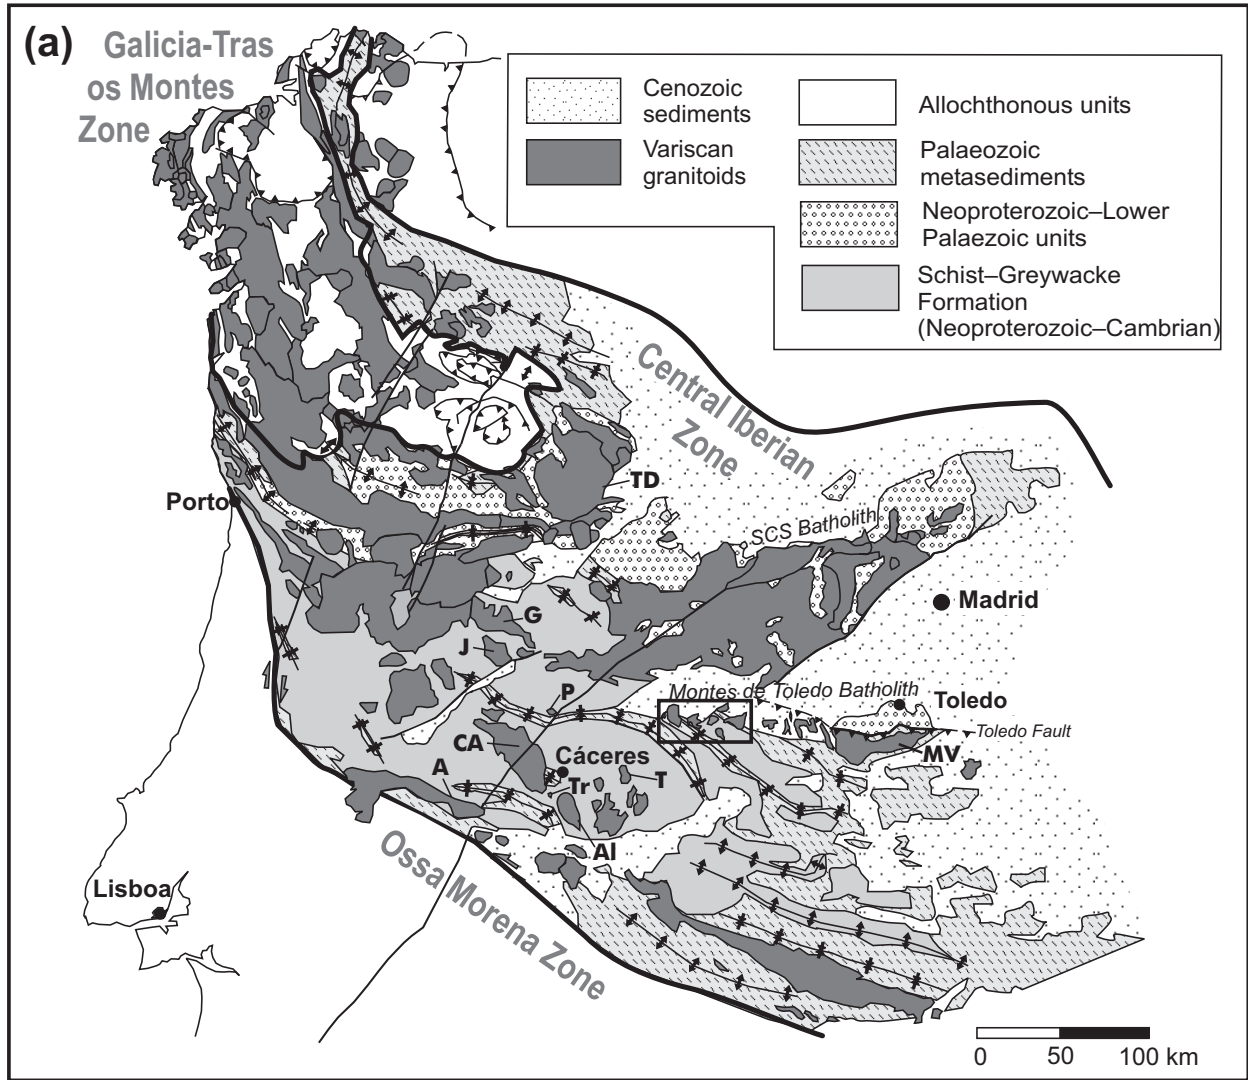 (a)
Galicia-Tras
os Montes
Zone
Cenozoic
sediments
Variscan
granitoids
Allochthonous units
Palaeozoic
metasediments
Neoproterozoic–Lower
Palaezoic units
Schist–Greywacke
Formation
(Neoproterozoic–Cambrian)
Central Iberian
Zone
TD
Porto
SCS Batholith
Madrid
G
J
P
Montes de Toledo Batholith
Toledo
Toledo Fault
MV
CA
Cáceres
A
T
Tr
Al
Ossa Morena Zone
Lisboa
0 50 100 km